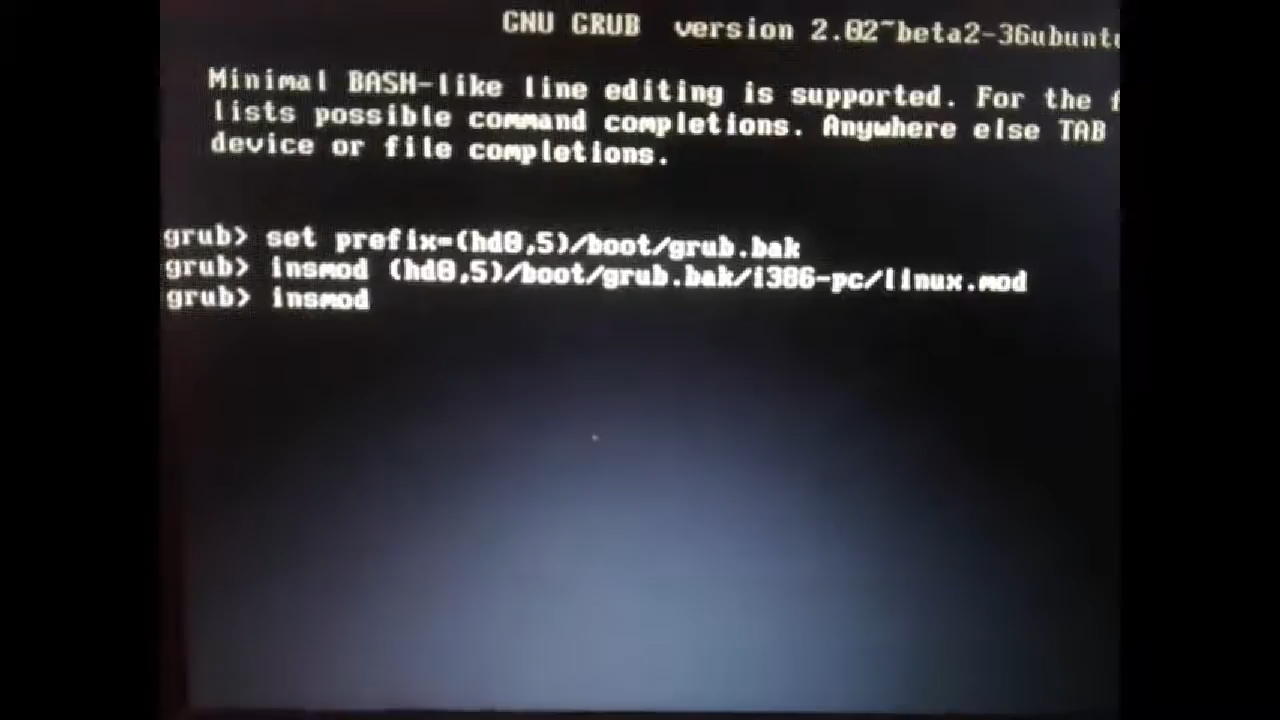 GNU GRUB version 2.02~beta2-36ubuntu
Minimal BASH-like line editing is supported. For the
lists possible command completions. Anywhere else TAB
device or file completions.
grub> set prefix=(hd0,5)/boot/grub.bak
grub> insmod (hd0,5)/boot/grub.bak/i386-pc/linux.mod
grub> insmod